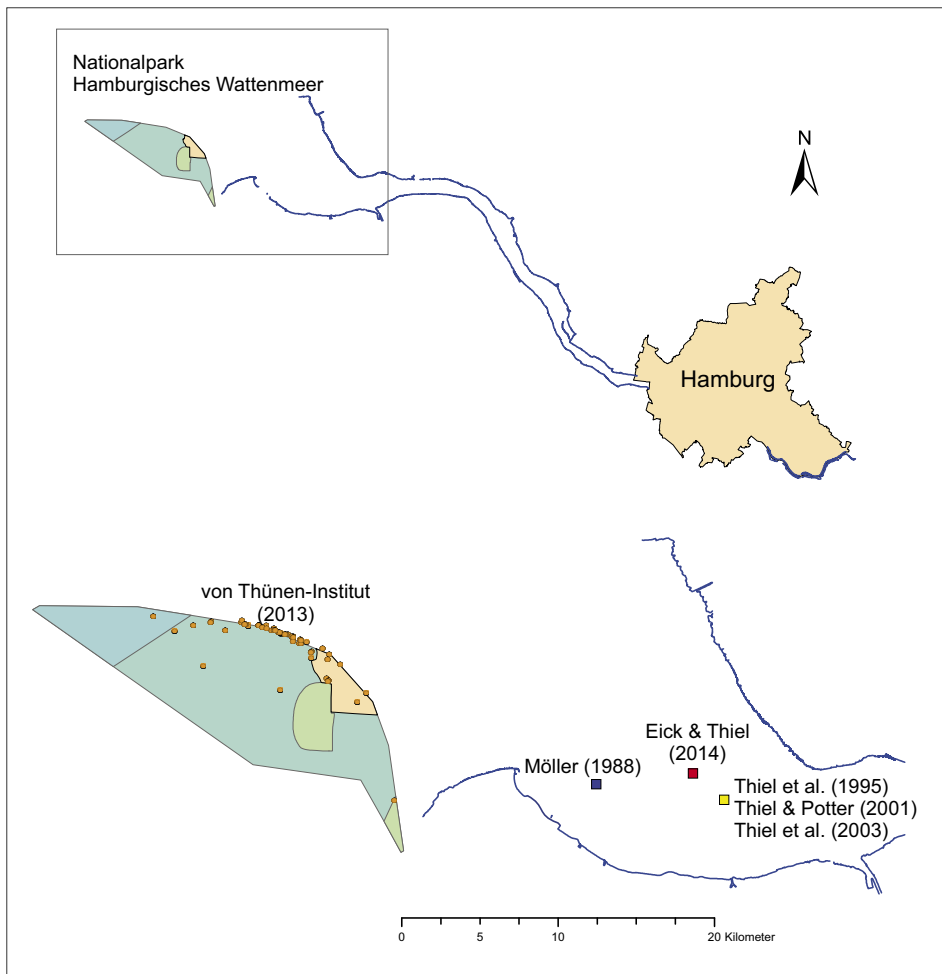 Nationalpark
Hamburgisches Wattenmeer
N
Hamburg
von Thünen-Institut
(2013)
Eick & Thiel
(2014)
Möller (1988)
Thiel et al. (1995)
Thiel & Potter (2001)
Thiel et al. (2003)
0 5 10 20 Kilometer